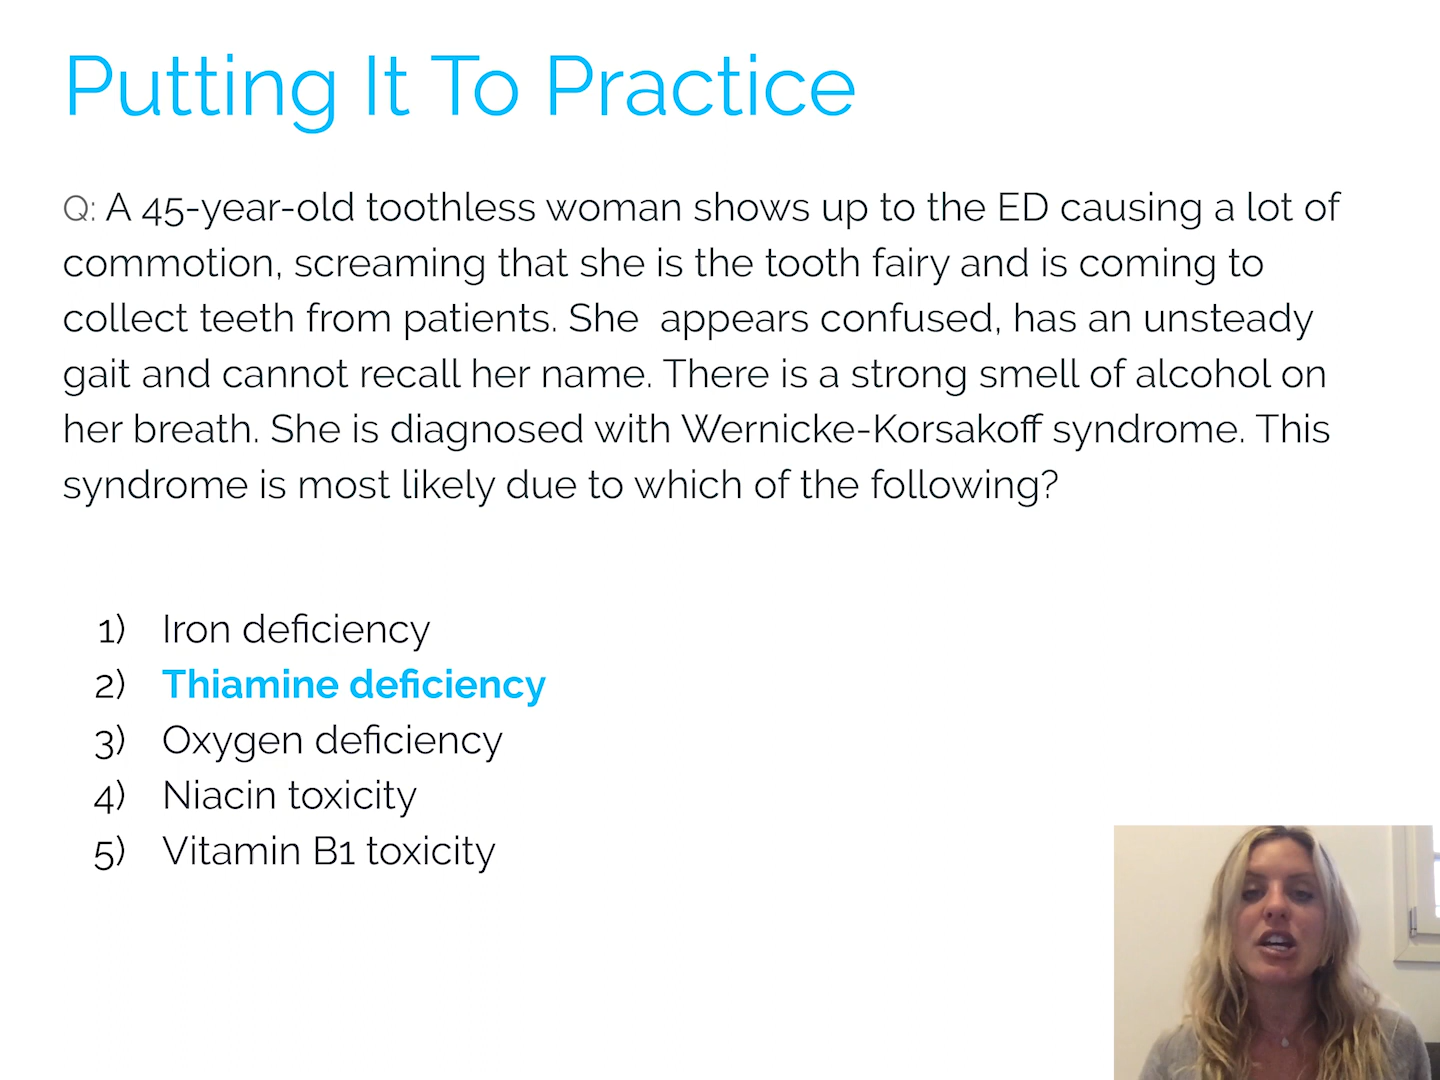 Putting It To Practice
Q: A 45-year-old toothless woman shows up to the ED causing a lot of
commotion, screaming that she is the tooth fairy and is coming to
collect teeth from patients. She  appears confused, has an unsteady
gait and cannot recall her name. There is a strong smell of alcohol on
her breath. She is diagnosed with Wernicke-Korsakoff syndrome. This
syndrome is most likely due to which of the following?
1) Iron deficiency
2) Thiamine deficiency
3) Oxygen deficiency
4) Niacin toxicity
5) Vitamin B1 toxicity